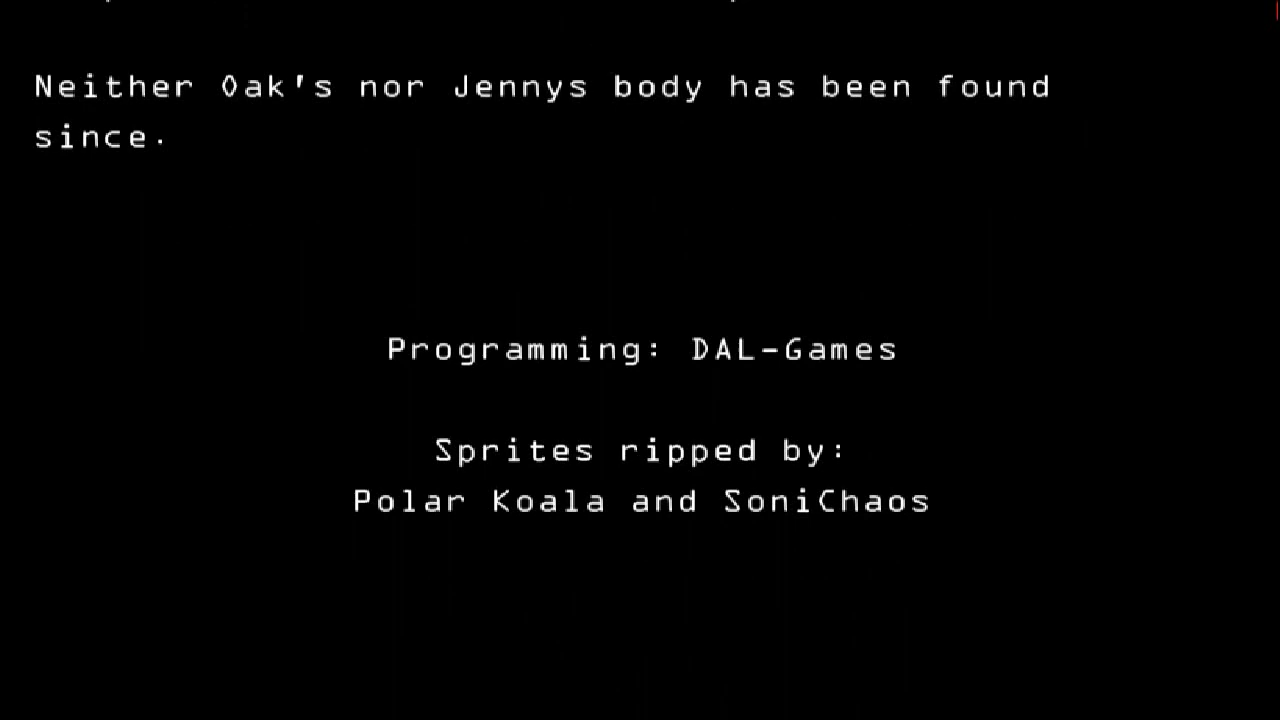 Neither Oak's nor Jennys body has been found
since.
Programming: DAL-Games
Sprites ripped by:
Polar Koala and SoniChaos